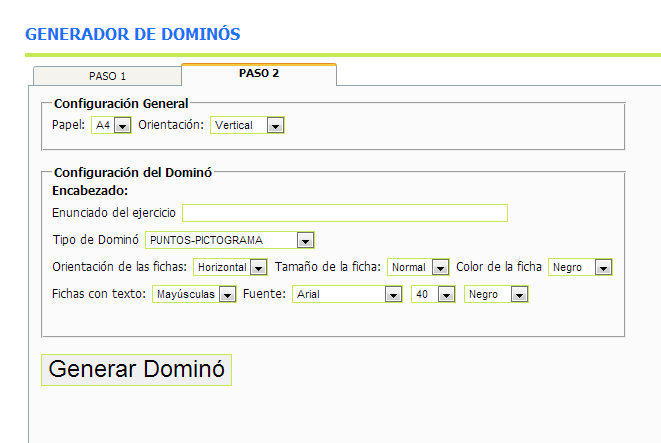 GENERADOR DE DOMINÓS
PASO 1 PASO 2
Configuración General
Papel: A4 Orientación: Vertical
Configuración del Dominó
Encabezado:
Enunciado del ejercicio
Tipo de Dominó PUNTOS-PICTOGRAMA
Orientación de las fichas: Horizontal Tamaño de la ficha: Normal Color de la ficha Negro
Fichas con texto: Mayúsculas Fuente: Arial 40 Negro
Generar Dominó